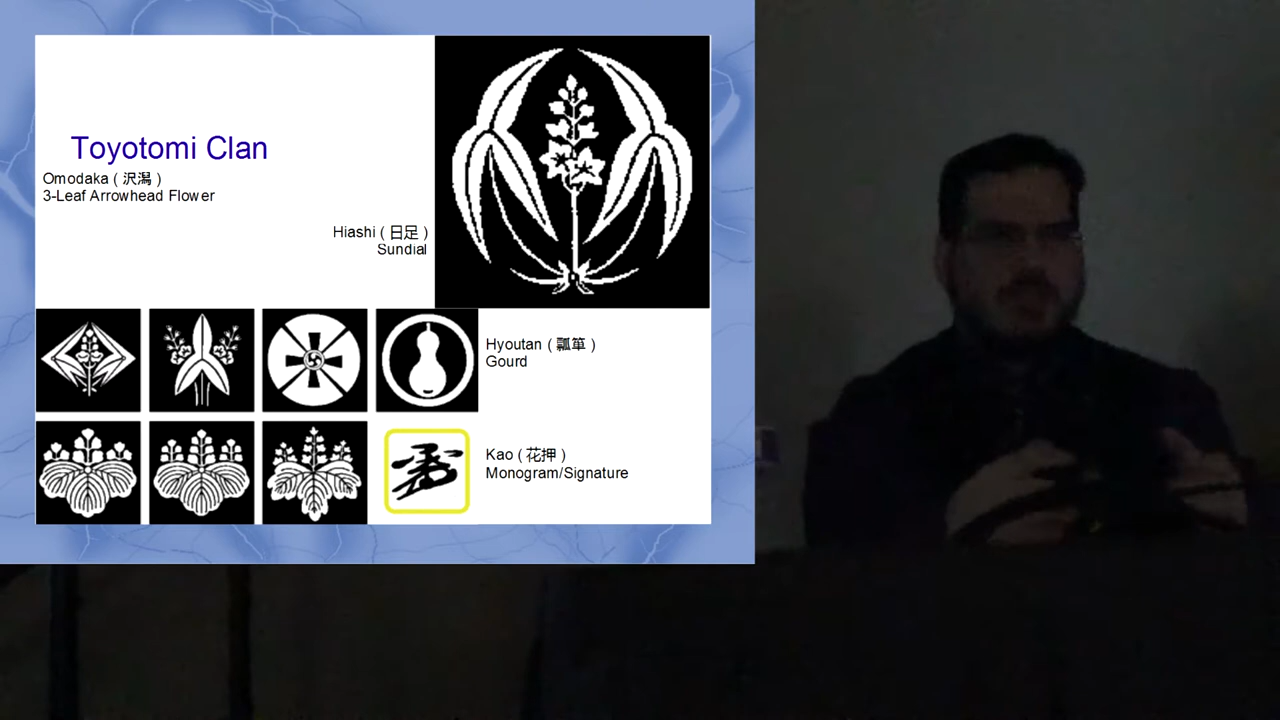 Toyotomi Clan
Omodaka ( 沢潟 )
3-Leaf Arrowhead Flower
Hiashi ( 日足 )
Sundial
Hyoutan ( 瓢箪 )
Gourd
Kao ( 花押 )
Monogram/Signature